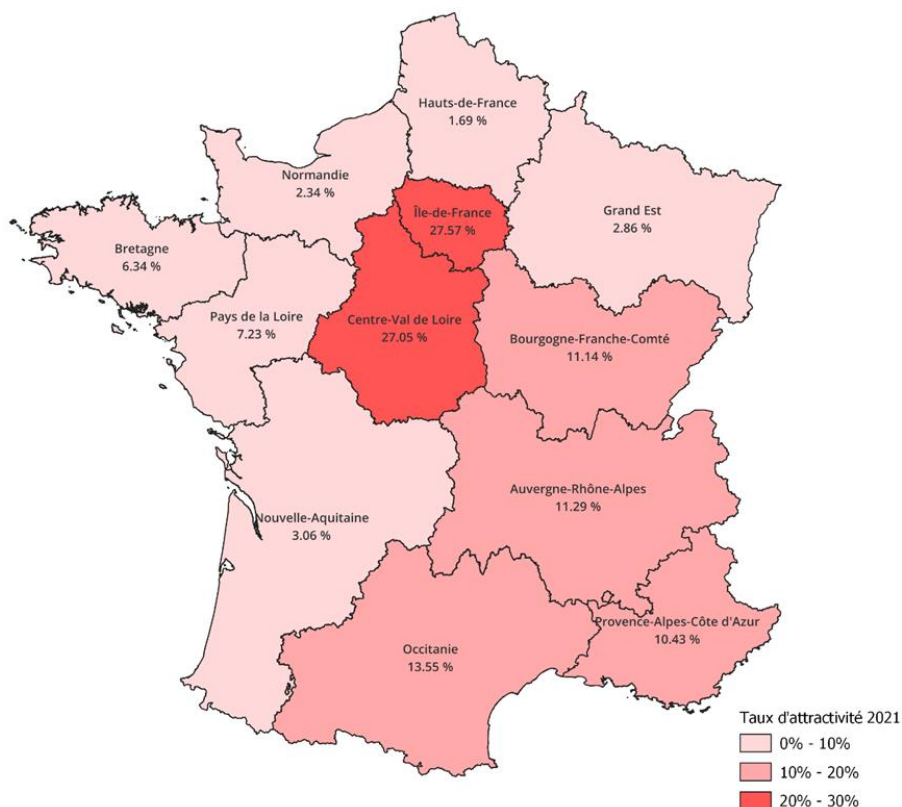 Hauts-de-France
1.69 %
Normandie
2.34 %
Île-de-France
27.57 %
Grand Est
2.86 %
Bretagne
6.34 %
Pays de la Loire
7.23 %
Centre-Val de Loire
27.05 %
Bourgogne-Franche-Comté
11.14 %
Auvergne-Rhône-Alpes
11.29 %
Nouvelle-Aquitaine
3.06 %
Provence-Alpes-Côte d'Azur
10.43 %
Occitanie
13.55 %
Taux d'attractivité 2021
0% - 10%
10% - 20%
20% - 30%